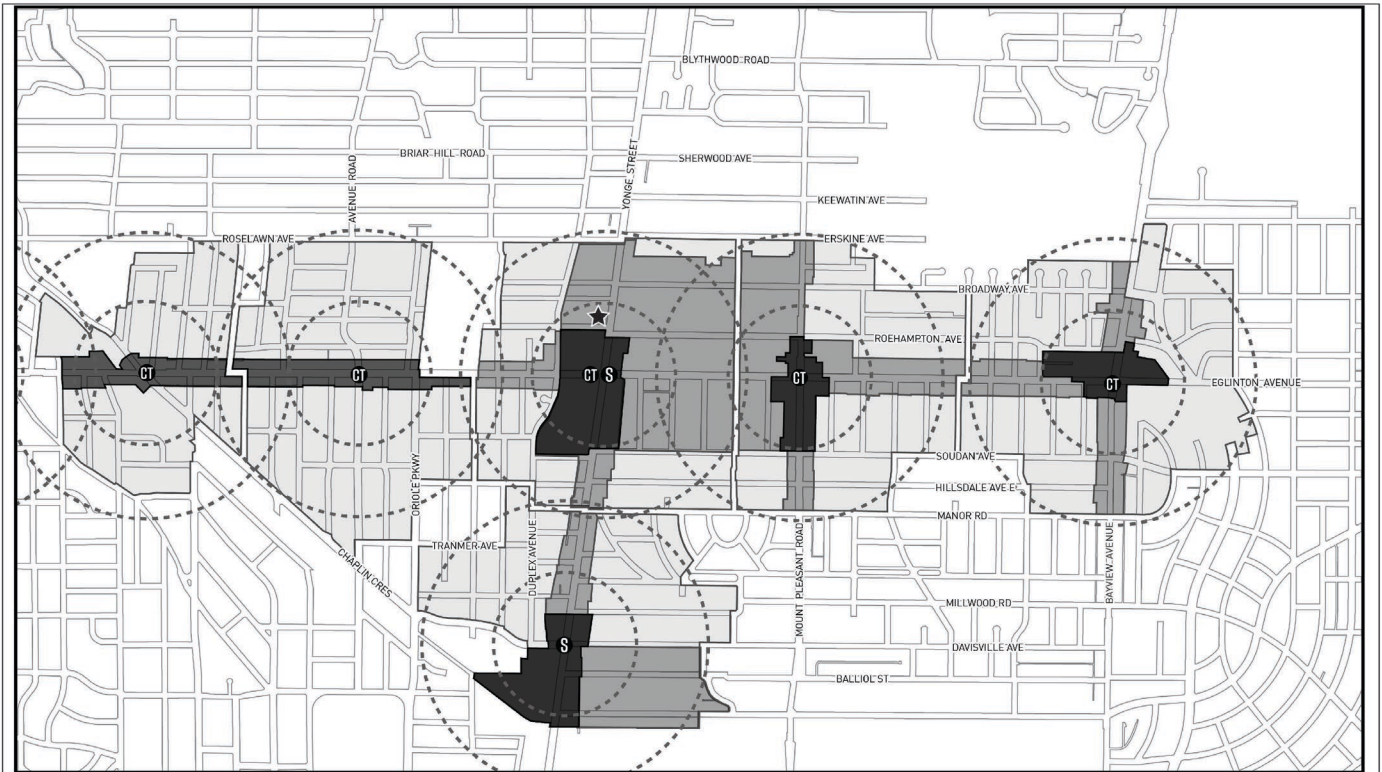 BLYTHWOOD ROAD
BRIAR HILL ROAD
SHERWOOD AVE
AVENUE ROAD
YONGE STREET
KEEWATIN AVE
ROSELAWN AVE
ERSKINE AVE
BROADWAY AVE
ROEHAMPTON AVE
CT
CT
CT S
CT
CT
EGLINTON AVENUE
SOUDAN AVE
HILLSDALE AVE E
MANOR RD
ORIOLE PKWY
TRANMER AVE
DUPLEX AVENUE
CHAPLIN CRES
MOUNT PLEASANT ROAD
BAYVIEW AVENUE
MILLWOOD RD
S
DAVISVILLE AVE
BALLIOL ST